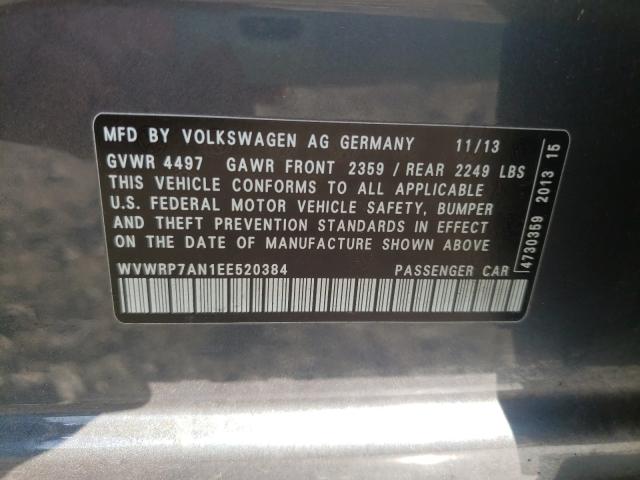 MFD BY VOLKSWAGEN AG GERMANY 11/13
GVWR 4497 GAWR FRONT 2359 / REAR 2249 LBS
THIS VEHICLE CONFORMS TO ALL APPLICABLE
U.S. FEDERAL MOTOR VEHICLE SAFETY, BUMPER
AND THEFT PREVENTION STANDARDS IN EFFECT
ON THE DATE OF MANUFACTURE SHOWN ABOVE
WVWRP7AN1EE520384 PASSENGER CAR
4730359 2013 15